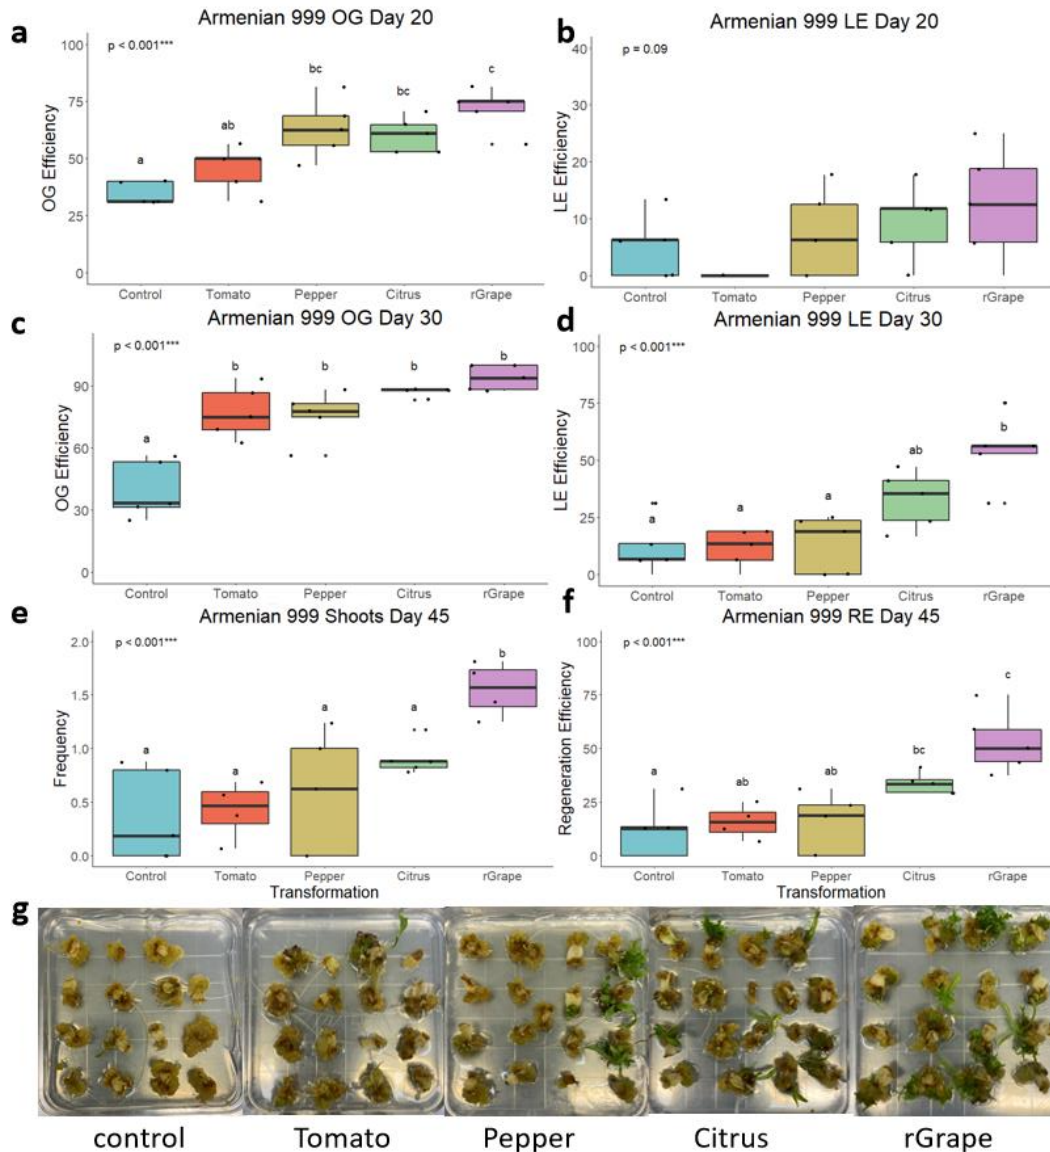 a
Armenian 999 OG Day 20
p < 0.001***
OG Efficiency
100
75
50
25
0
a
ab
bc
bc
c
Control Tomato Pepper Citrus rGrape
b
Armenian 999 LE Day 20
p = 0.09
LE Efficiency
40
30
20
10
0
Control Tomato Pepper Citrus rGrape
c
Armenian 999 OG Day 30
p < 0.001***
OG Efficiency
90
60
30
0
a
b
b
b
b
Control Tomato Pepper Citrus rGrape
d
Armenian 999 LE Day 30
p < 0.001***
LE Efficiency
100
75
50
25
0
a
a
a
ab
b
Control Tomato Pepper Citrus rGrape
e
Armenian 999 Shoots Day 45
p < 0.001***
Frequency
2.0
1.5
1.0
0.5
0.0
a
a
a
a
b
Control Tomato Pepper Citrus rGrape
Transformation
f
Armenian 999 RE Day 45
p < 0.001***
Regeneration Efficiency
100
75
50
25
0
a
ab
ab
bc
c
Control Tomato Pepper Citrus rGrape
Transformation
g
control Tomato Pepper Citrus rGrape